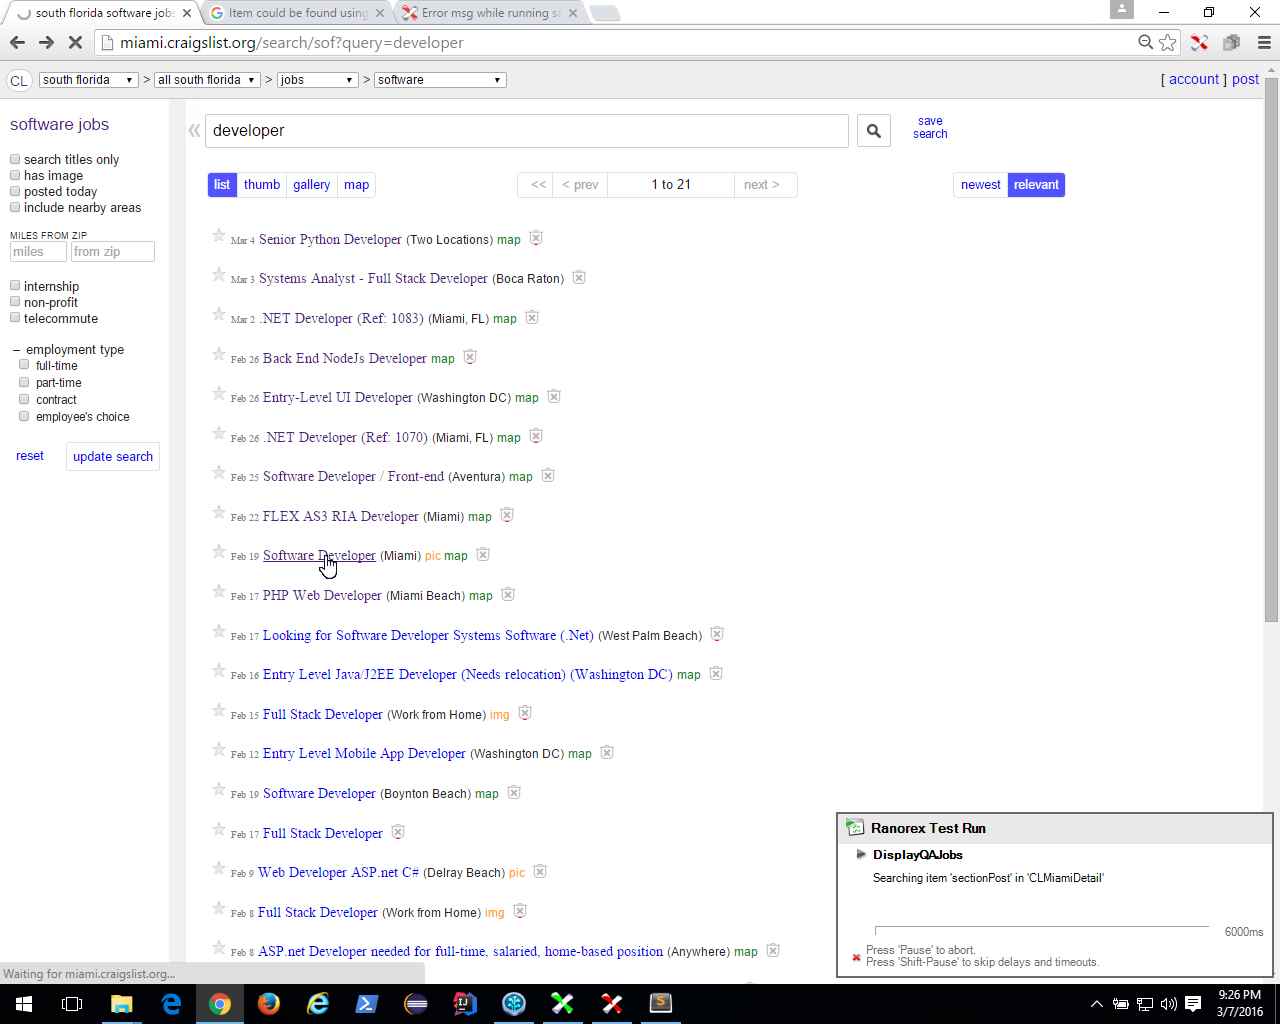 south florida software jobs
Item could be found using
Error msg while running s
miami.craigslist.org/search/sof?query=developer
CL south florida > all south florida > jobs > software [ account ] post
software jobs
search titles only
has image
posted today
include nearby areas
MILES FROM ZIP
miles from zip
internship
non-profit
telecommute
– employment type
full-time
part-time
contract
employee's choice
reset update search
« developer save search
list thumb gallery map << < prev 1 to 21 next > newest relevant
Mar 4 Senior Python Developer (Two Locations) map
Mar 3 Systems Analyst - Full Stack Developer (Boca Raton)
Mar 2 .NET Developer (Ref: 1083) (Miami, FL) map
Feb 26 Back End NodeJs Developer map
Feb 26 Entry-Level UI Developer (Washington DC) map
Feb 26 .NET Developer (Ref: 1070) (Miami, FL) map
Feb 25 Software Developer / Front-end (Aventura) map
Feb 22 FLEX AS3 RIA Developer (Miami) map
Feb 19 Software Developer (Miami) pic map
Feb 17 PHP Web Developer (Miami Beach) map
Feb 17 Looking for Software Developer Systems Software (.Net) (West Palm Beach)
Feb 16 Entry Level Java/J2EE Developer (Needs relocation) (Washington DC) map
Feb 15 Full Stack Developer (Work from Home) img
Feb 12 Entry Level Mobile App Developer (Washington DC) map
Feb 19 Software Developer (Boynton Beach) map
Feb 17 Full Stack Developer
Feb 9 Web Developer ASP.net C# (Delray Beach) pic
Feb 8 Full Stack Developer (Work from Home) img
Feb 8 ASP.net Developer needed for full-time, salaried, home-based position (Anywhere) map
Ranorex Test Run
DisplayQAJobs
Searching item 'sectionPost' in 'CLMiamiDetail'
6000ms
Press 'Pause' to abort.
Press 'Shift-Pause' to skip delays and timeouts.
Waiting for miami.craigslist.org...
9:26 PM
3/7/2016